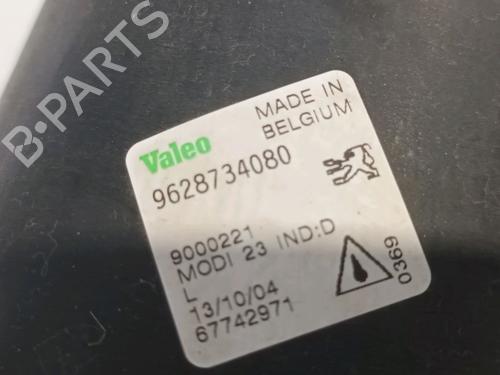 B-PARTS
Valeo
MADE IN
BELGIUM
9628734080
9000221
MODI 23 IND:D
L
13/10/04
67742971
0369